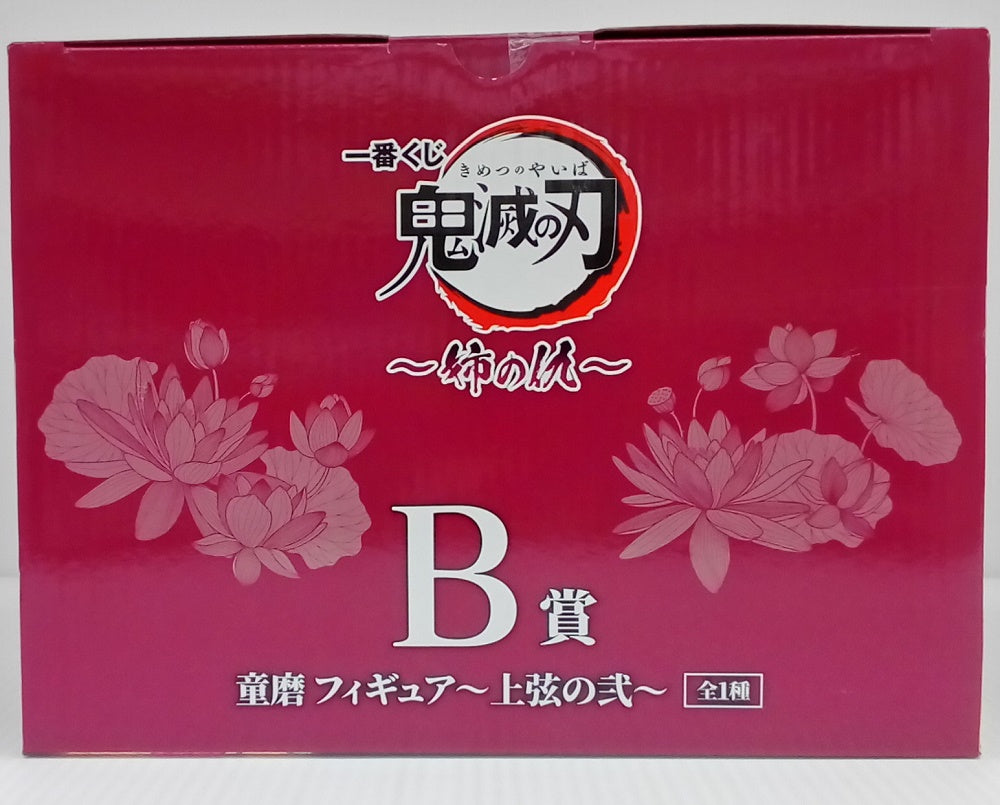 一番くじ
きめつのやいば
鬼滅の刃
～姉の仇～
B賞
童磨 フィギュア～上弦の弐～ 全1種